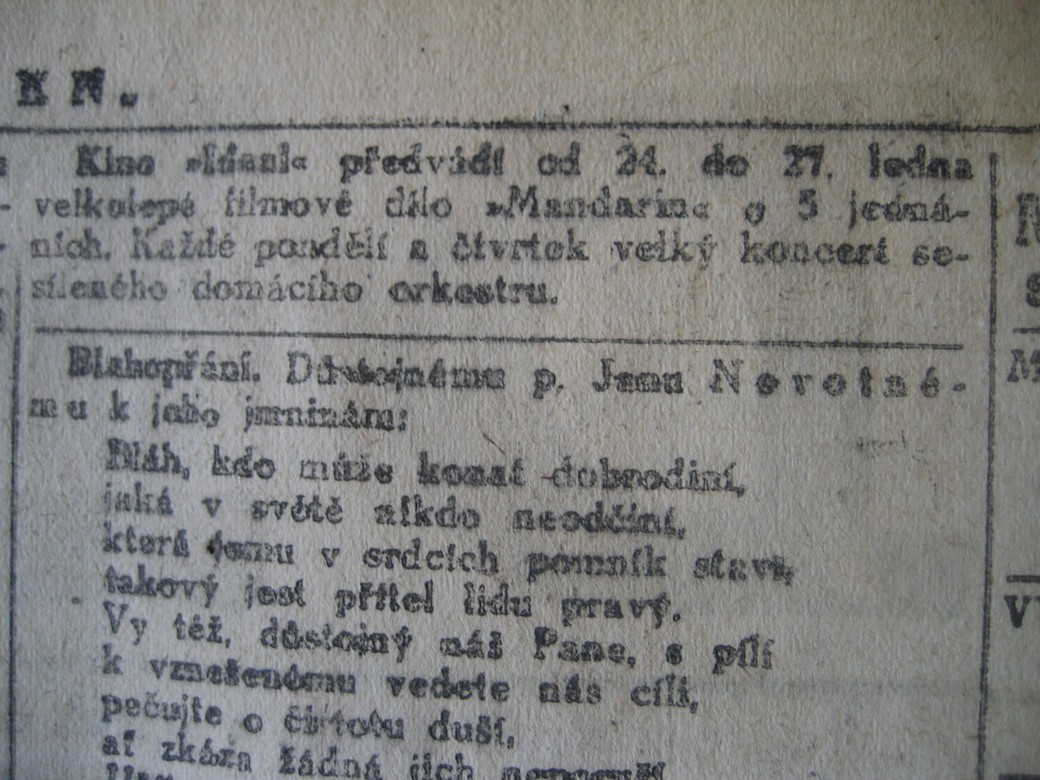 K N.
Kino »Ideal« předvádí od 24. do 27. ledna
velkolepé filmové dílo »Mandarin« o 5 jedná-
ních. Každé pondělí a čtvrtek velký koncert se-
síleného domácího orkestru.
Blahopřání. Důstojnému p. Janu Novotné-
mu k jeho jmeninám:
Bláh, kdo může konat dobrodiní,
jaká v světě nikdo neodčiní,
která jemu v srdcích pomník staví,
takový jest přítel lidu pravý.
Vy též, důstojný náš Pane, s pílí
k vznešenému vedete nás cíli,
pečujte o čistotu duší,
ať zkáza žádná jich neporuší